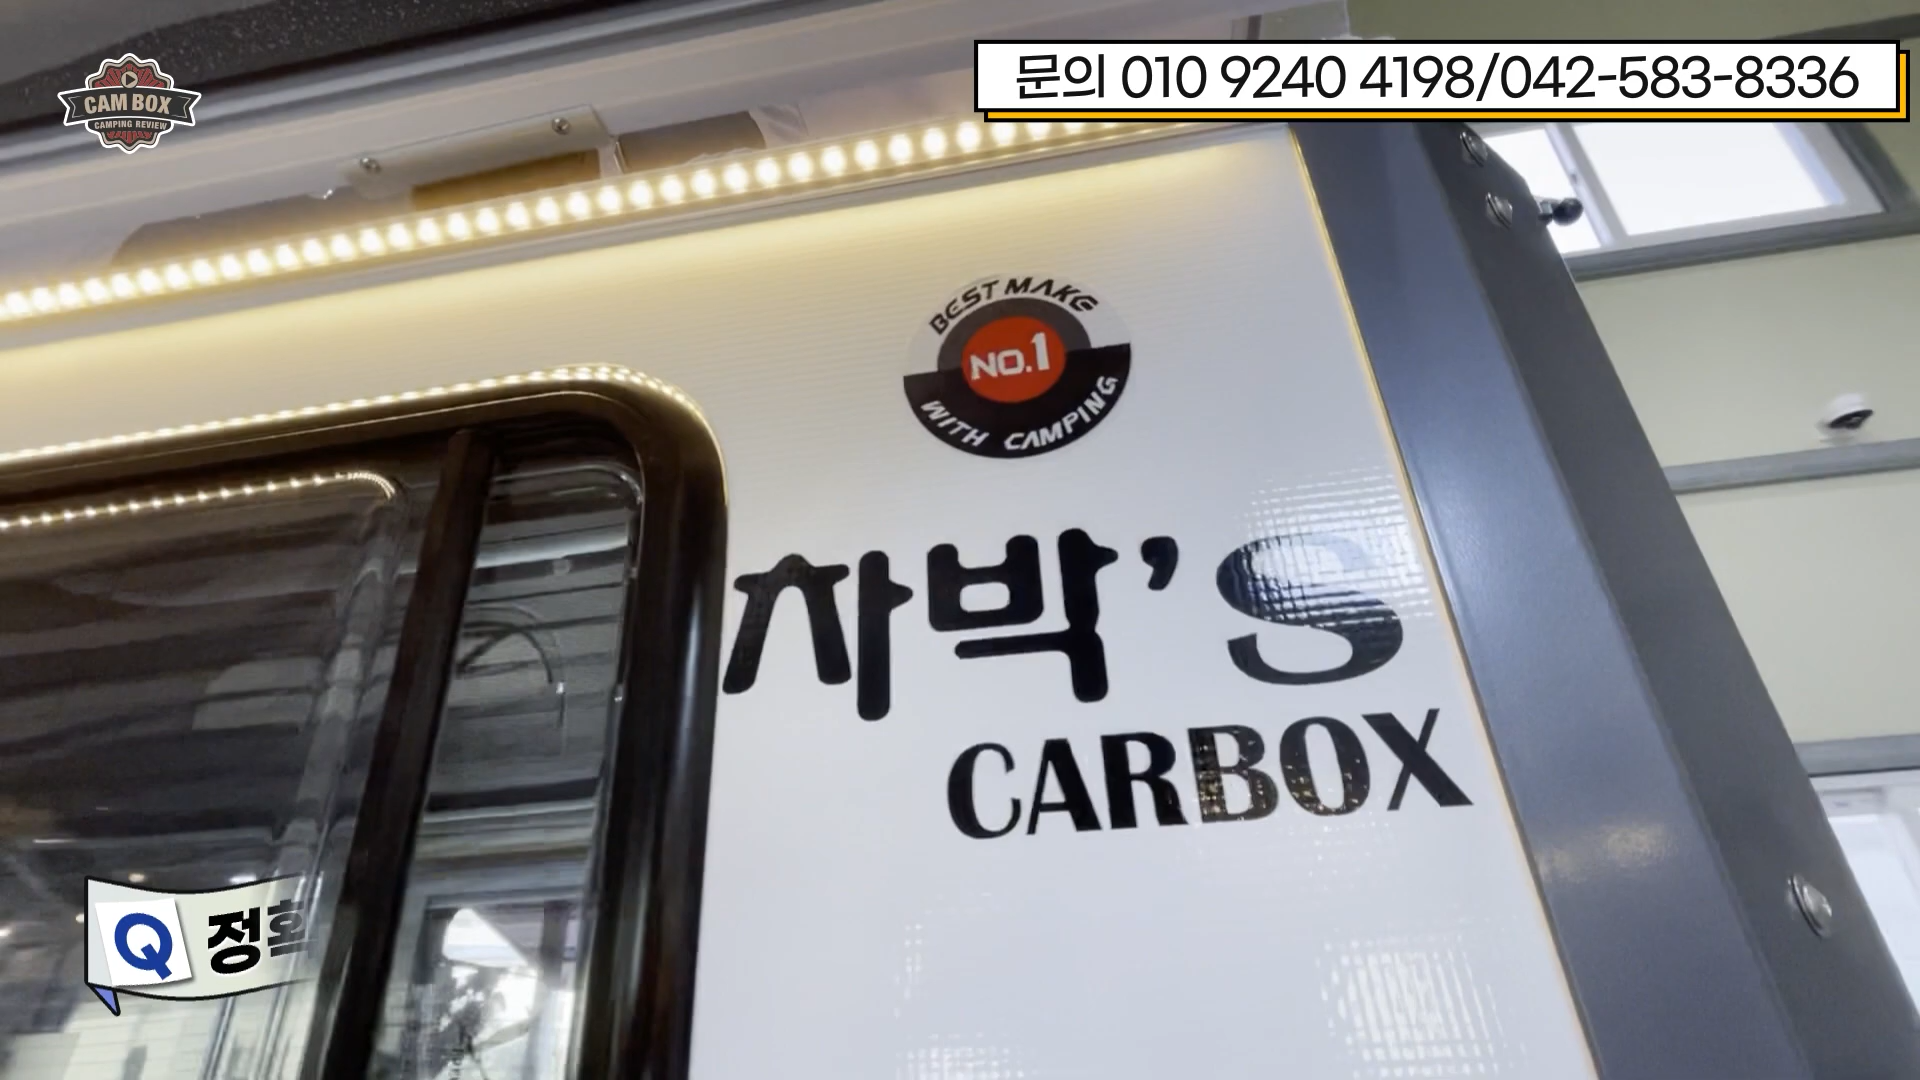 CAM BOX
CAMPING REVIEW
문의 010 9240 4198/042-583-8336
BEST MAKE
NO.1
WITH CAMPING
차박'S
CARBOX
Q 정